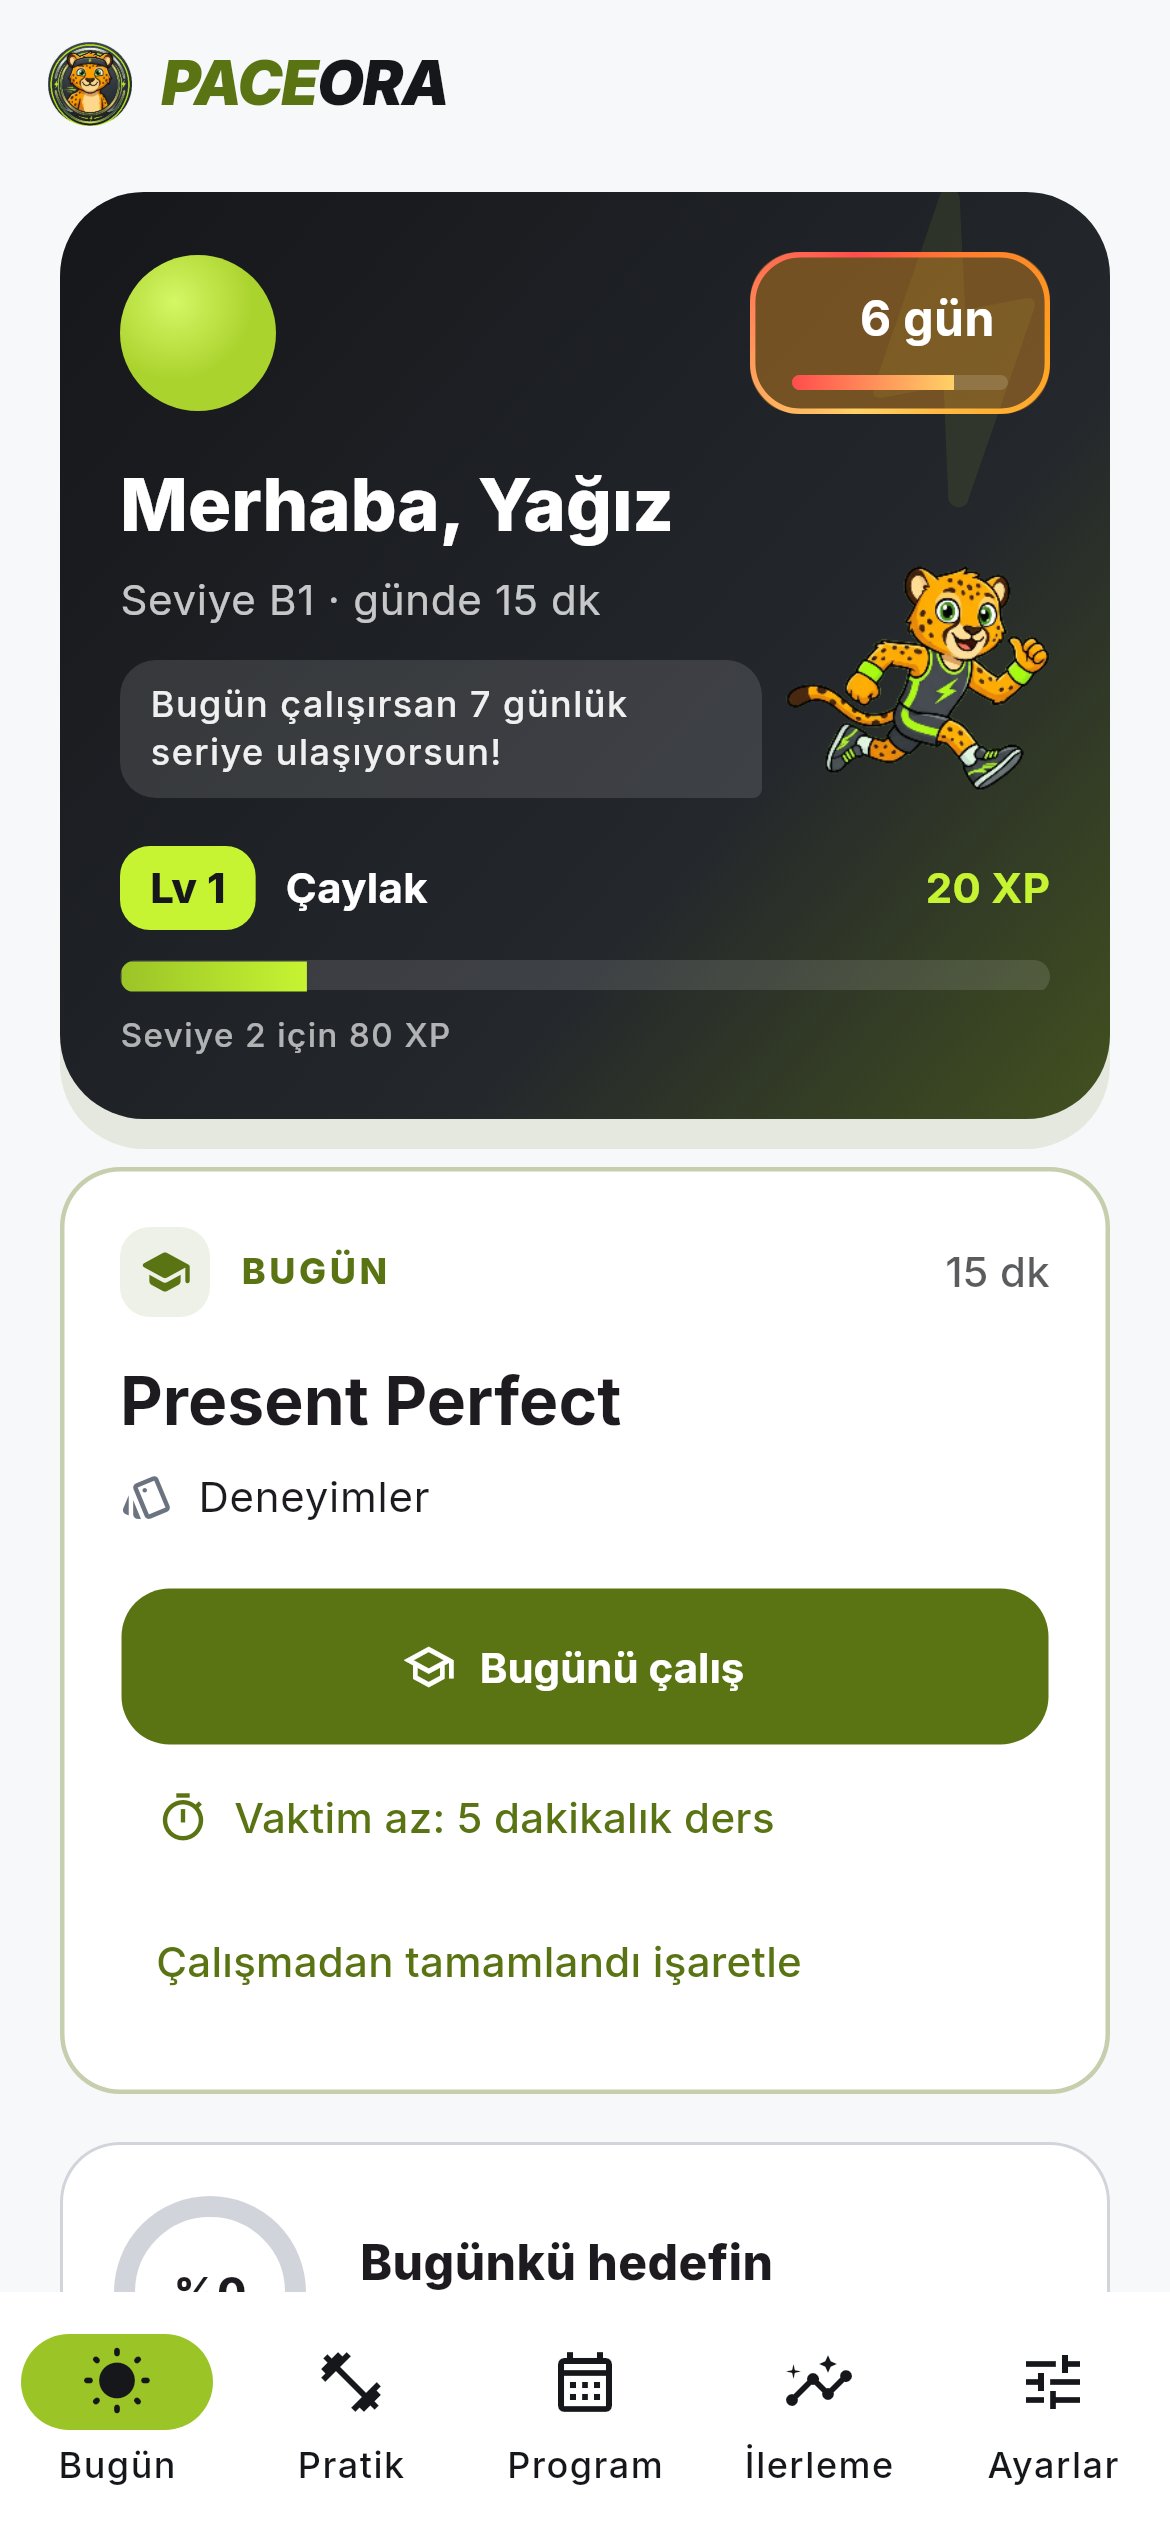 PACEORA
6 gün
Merhaba, Yağız
Seviye B1 · günde 15 dk
Bugün çalışırsan 7 günlük
seriye ulaşıyorsun!
Lv 1 Çaylak 20 XP
Seviye 2 için 80 XP
BUGÜN 15 dk
Present Perfect
Deneyimler
Bugünü çalış
Vaktim az: 5 dakikalık ders
Çalışmadan tamamlandı işaretle
Bugünkü hedefin
%0
Bugün Pratik Program İlerleme Ayarlar